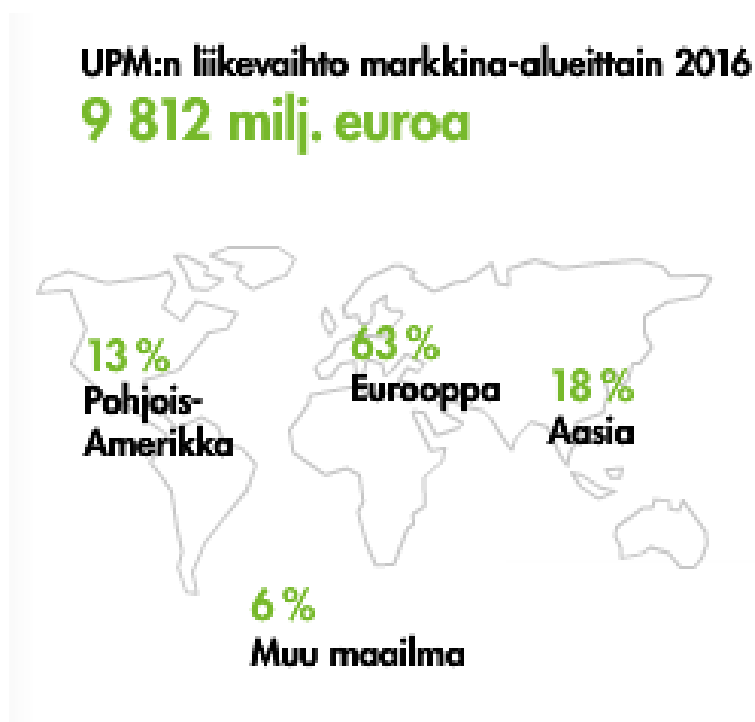 UPM:n liikevaihto markkina-alueittain 2016
9 812 milj. euroa
13 %
Pohjois-
Amerikka
63 %
Eurooppa
18 %
Aasia
6 %
Muu maailma